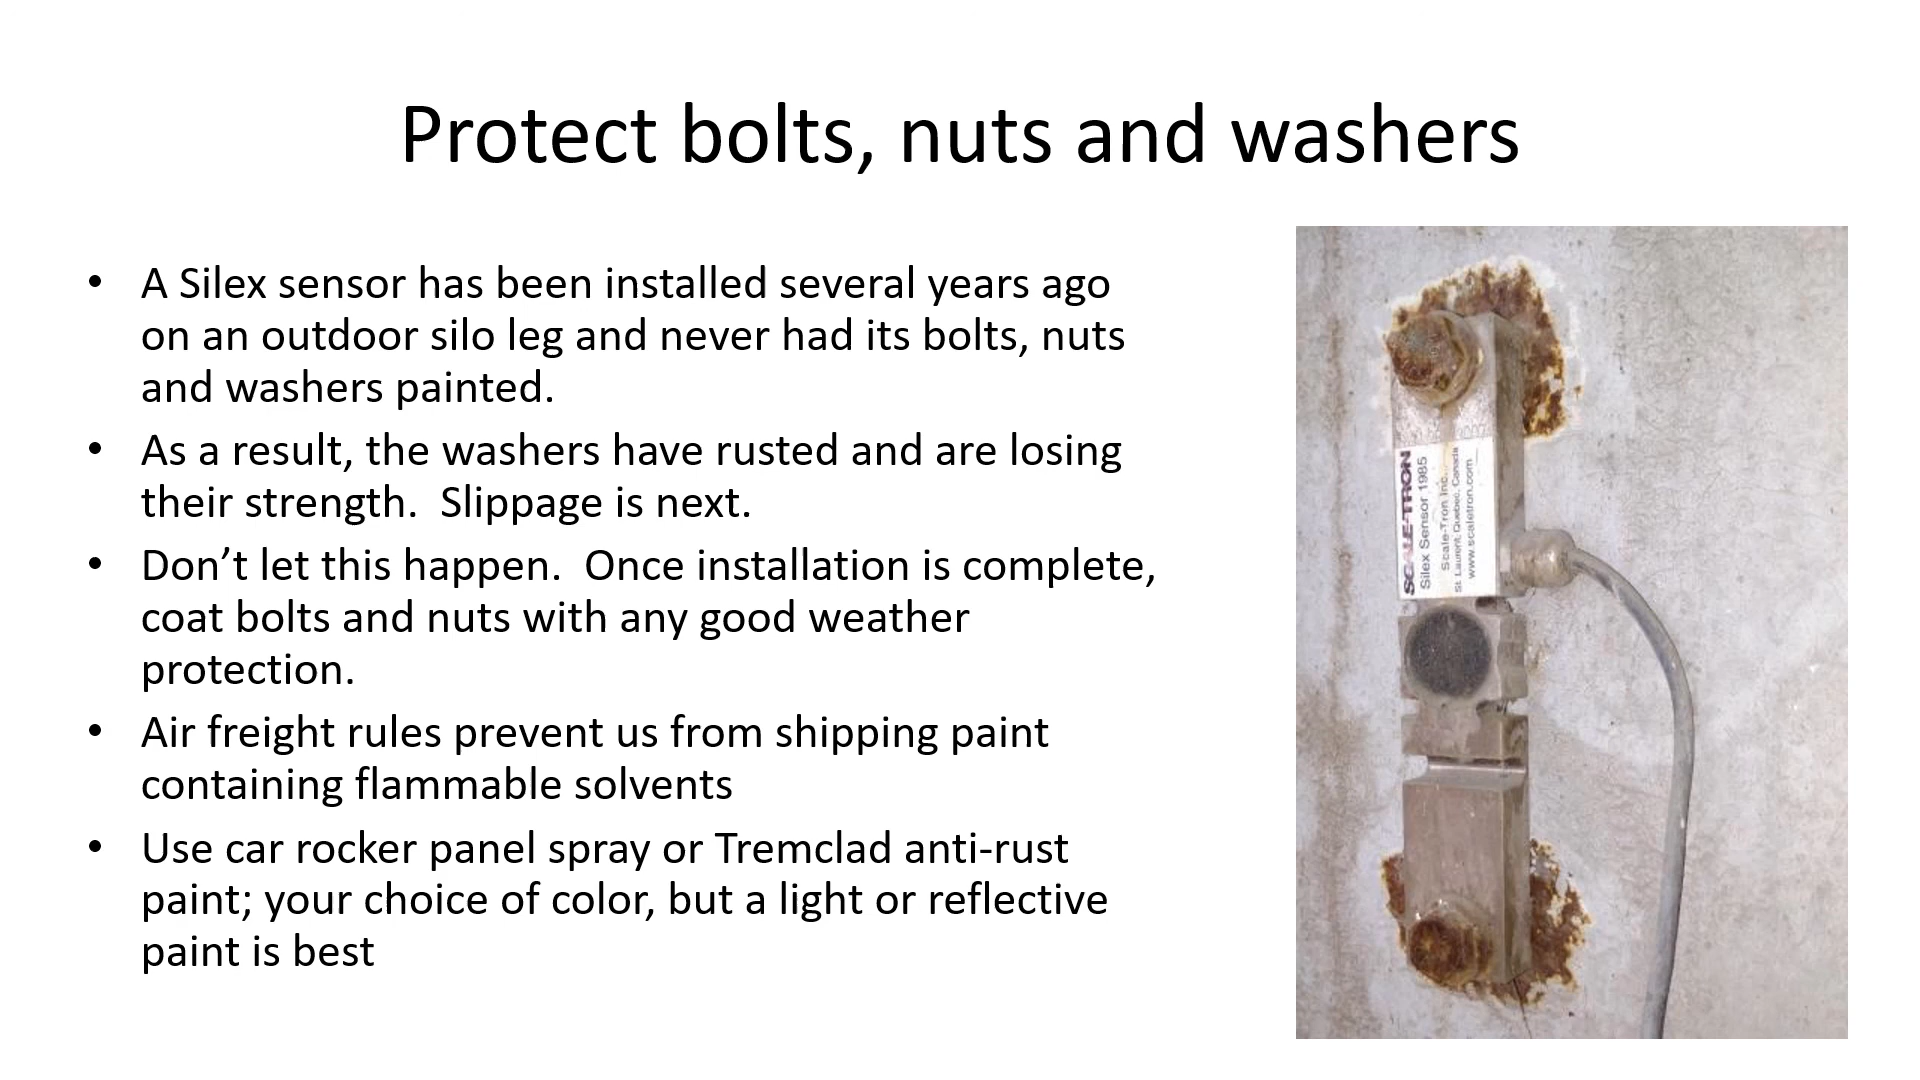 Protect bolts, nuts and washers
• A Silex sensor has been installed several years ago
on an outdoor silo leg and never had its bolts, nuts
and washers painted.
• As a result, the washers have rusted and are losing
their strength.  Slippage is next.
• Don’t let this happen.  Once installation is complete,
coat bolts and nuts with any good weather
protection.
• Air freight rules prevent us from shipping paint
containing flammable solvents
• Use car rocker panel spray or Tremclad anti-rust
paint; your choice of color, but a light or reflective
paint is best
SCALE-TRON
Silex Sensor 1985
Scale-Tron Inc.
St. Laurent, Quebec, Canada
www.scaletron.com